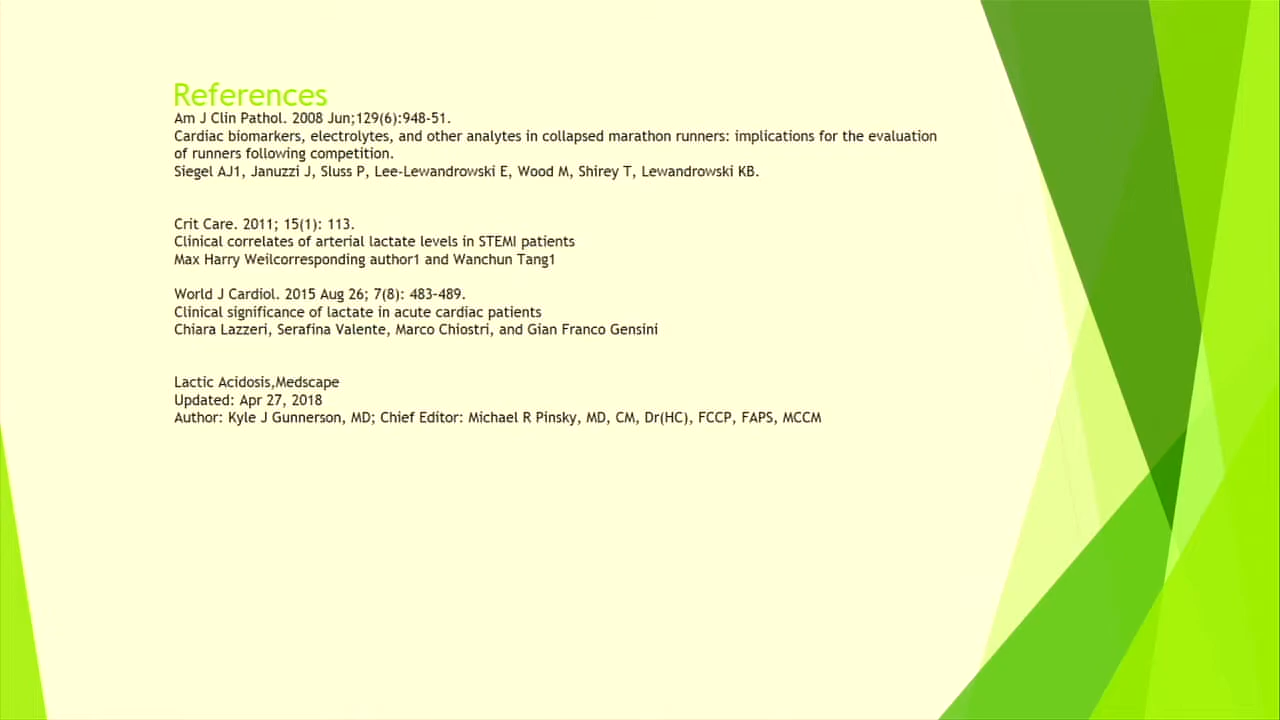 References
Am J Clin Pathol. 2008 Jun;129(6):948-51.
Cardiac biomarkers, electrolytes, and other analytes in collapsed marathon runners: implications for the evaluation
of runners following competition.
Siegel AJ1, Januzzi J, Sluss P, Lee-Lewandrowski E, Wood M, Shirey T, Lewandrowski KB.
Crit Care. 2011; 15(1): 113.
Clinical correlates of arterial lactate levels in STEMI patients
Max Harry Weilcorresponding author1 and Wanchun Tang1
World J Cardiol. 2015 Aug 26; 7(8): 483–489.
Clinical significance of lactate in acute cardiac patients
Chiara Lazzeri, Serafina Valente, Marco Chiostri, and Gian Franco Gensini
Lactic Acidosis,Medscape
Updated: Apr 27, 2018
Author: Kyle J Gunnerson, MD; Chief Editor: Michael R Pinsky, MD, CM, Dr(HC), FCCP, FAPS, MCCM